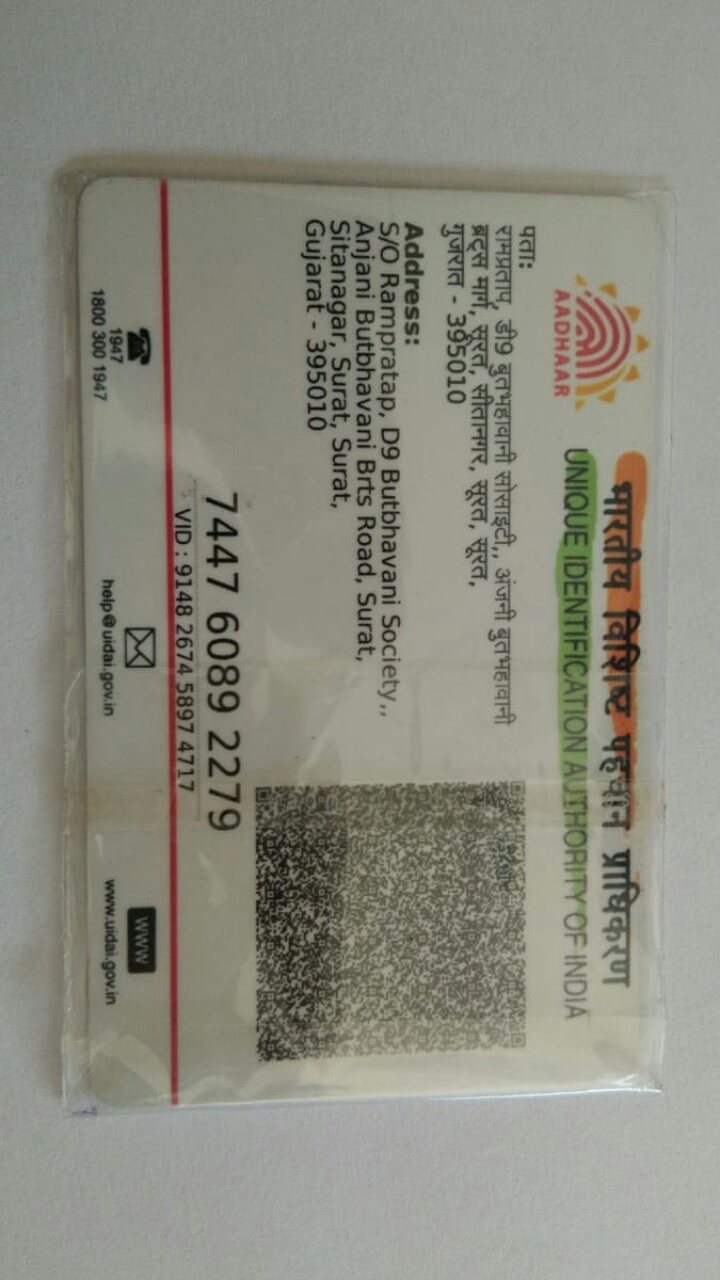 भारतीय विशिष्ट पहचान प्राधिकरण
UNIQUE IDENTIFICATION AUTHORITY OF INDIA
AADHAAR
पता:
रामप्रताप, डी9 बुतभहावानी सोसाइटी,, अंजनी बुतभहावानी
ब्रट्स मार्ग, सूरत, सीतानगर, सूरत, सूरत,
गुजरात - 395010
Address:
S/O Rampratap, D9 Butbhavani Society,,
Anjani Butbhavani Brts Road, Surat,
Sitanagar, Surat, Surat,
Gujarat - 395010
7447 6089 2279
VID : 9148 2674 5897 4717
1947
1800 300 1947
help@uidai.gov.in
www
www.uidai.gov.in